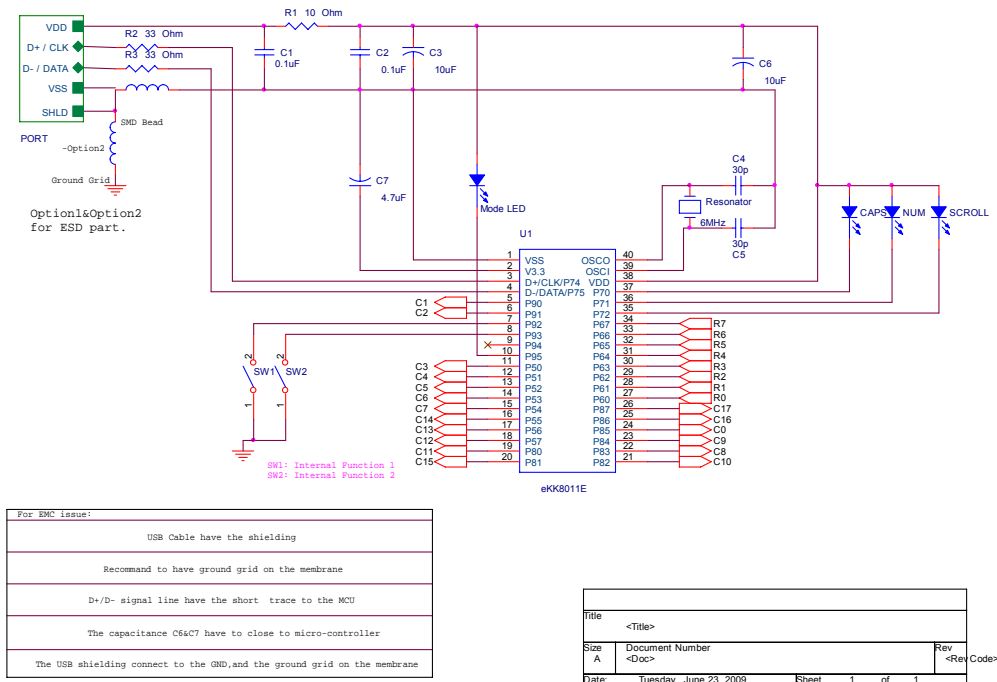 R1 10 Ohm
VDD
D+ / CLK
D- / DATA
VSS
SHLD
PORT
R2 33 Ohm
R3 33 Ohm
C1
0.1uF
C2
0.1uF
C3
10uF
C6
10uF
SMD Bead
-Option2
Ground Grid
Option1&Option2
for ESD part.
C7
4.7uF
Mode LED
C4
30p
Resonator
6MHz
30p
C5
CAPS
NUM
SCROLL
U1
1 VSS OSCO 40
2 V3.3 OSCI 39
3 D+/CLK/P74 VDD 38
4 D-/DATA/P75 P70 37
C1 5 P90 P71 36
C2 6 P91 P72 35
7 P92 P67 34 R7
8 P93 P66 33 R6
9 P94 P65 32 R5
10 P95 P64 31 R4
C3 11 P50 P63 30 R3
C4 12 P51 P62 29 R2
C5 13 P52 P61 28 R1
C6 14 P53 P60 27 R0
C7 15 P54 P87 26 C17
C14 16 P55 P86 25 C16
C13 17 P56 P85 24 C0
C12 18 P57 P84 23 C9
C11 19 P80 P83 22 C8
C15 20 P81 P82 21 C10
eKK8011E
2 2
SW1 SW2
1 1
SW1: Internal Function 1
SW2: Internal Function 2
For EMC issue:
USB Cable have the shielding
Recommand to have ground grid on the membrane
D+/D- signal line have the short trace to the MCU
The capacitance C6&C7 have to close to micro-controller
The USB shielding connect to the GND,and the ground grid on the membrane
Title
<Title>
Size Document Number Rev
A <Doc> <RevCode>
Date: Tuesday, June 23, 2009 Sheet 1 of 1